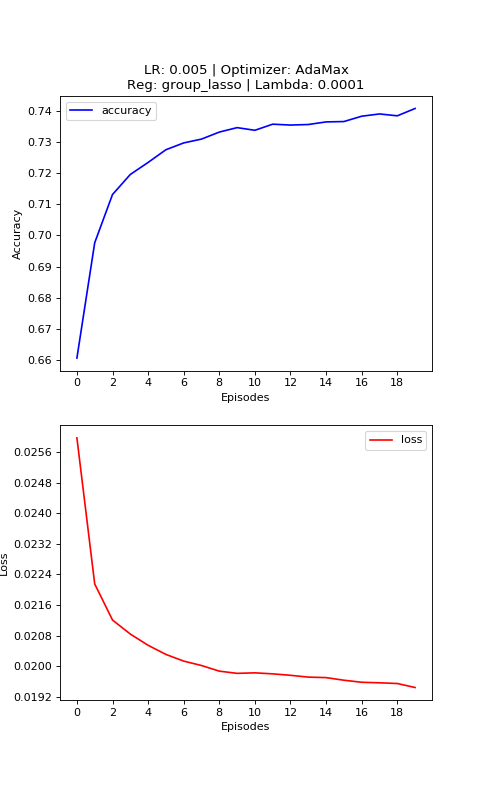 LR: 0.005 | Optimizer: AdaMax
Reg: group_lasso | Lambda: 0.0001
accuracy
0.74
0.73
0.72
0.71
0.70
0.69
0.68
0.67
0.66
Accuracy
0 2 4 6 8 10 12 14 16 18
Episodes
loss
0.0256
0.0248
0.0240
0.0232
0.0224
0.0216
0.0208
0.0200
0.0192
Loss
0 2 4 6 8 10 12 14 16 18
Episodes